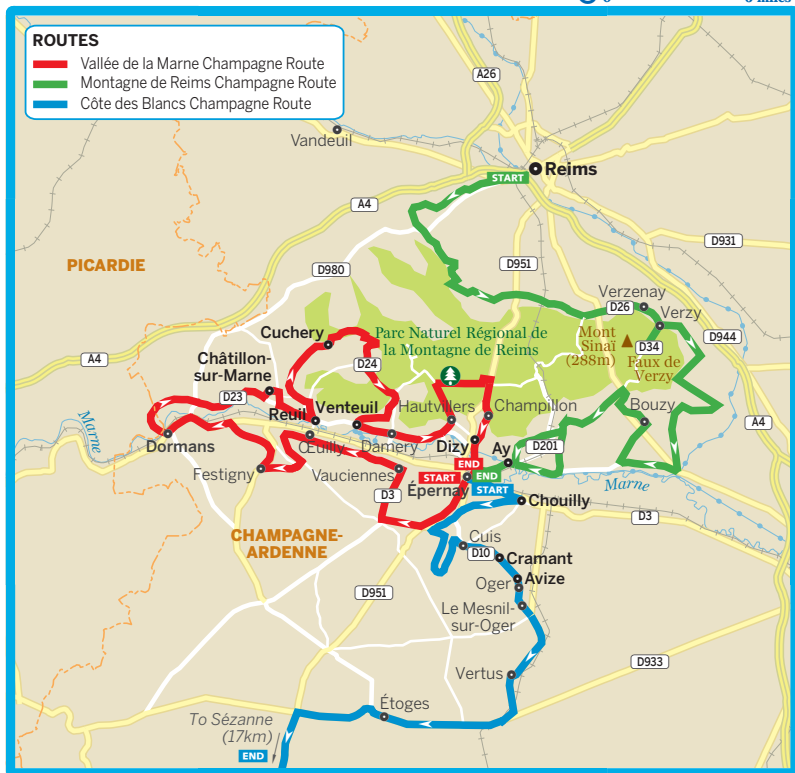 6 miles
ROUTES
Vallée de la Marne Champagne Route
Montagne de Reims Champagne Route
Côte des Blancs Champagne Route
A26
Vandeuil
Reims
START
A4
D931
D951
PICARDIE
D980
Verzenay
D26
Verzy
Cuchery
Parc Naturel Régional de
la Montagne de Reims
Mont
Sinaï
(288m)
D34
D944
Faux de
Verzy
A4
Châtillon-
sur-Marne
D24
D23
Reuil
Venteuil
Hautvillers
Champillon
Bouzy
A4
Marne
Dormans
Œuilly
Damery
Dizy
Ay
D201
END
Festigny
Vauciennes
START
END
Marne
Épernay
START
D3
Chouilly
CHAMPAGNE-
ARDENNE
D3
Cuis
D10
Cramant
Avize
Oger
D951
Le Mesnil-
sur-Oger
D933
Vertus
Étoges
To Sézanne
(17km)
END